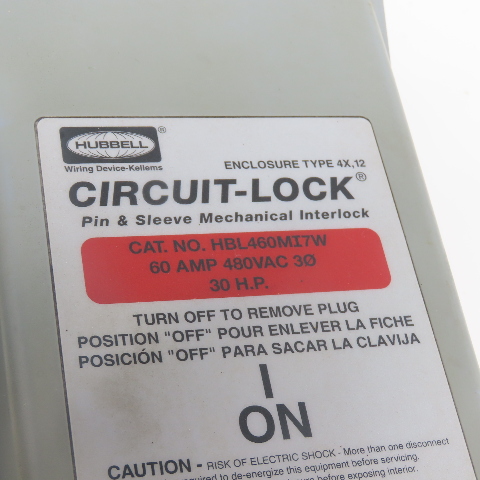 HUBBELL®
Wiring Device-Kellems
ENCLOSURE TYPE 4X,12
CIRCUIT-LOCK®
Pin & Sleeve Mechanical Interlock
CAT. NO. HBL460MI7W
60 AMP 480VAC 3Ø
30 H.P.
TURN OFF TO REMOVE PLUG
POSITION "OFF" POUR ENLEVER LA FICHE
POSICIÓN "OFF" PARA SACAR LA CLAVIJA
I
ON
CAUTION - RISK OF ELECTRIC SHOCK - More than one disconnect
required to de-energize this equipment before servicing.
before exposing interior.